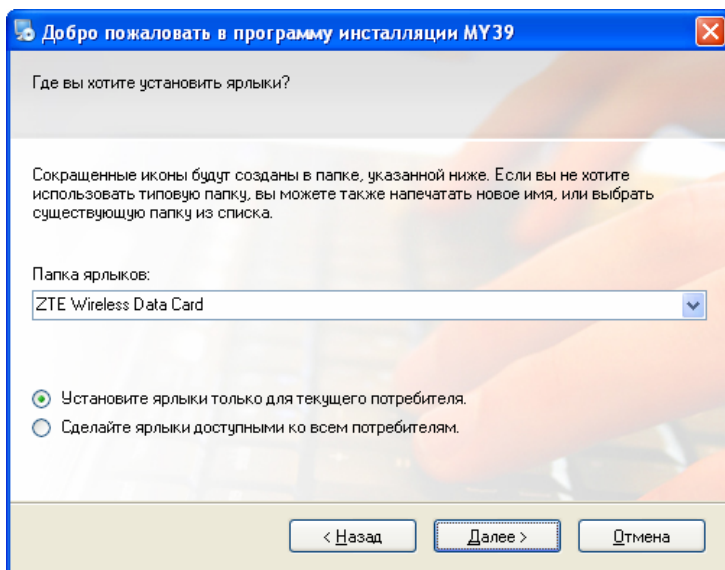 Добро пожаловать в программу инсталляции MY39
Где вы хотите установить ярлыки?
Сокращенные иконы будут созданы в папке, указанной ниже. Если вы не хотите
использовать типовую папку, вы можете также напечатать новое имя, или выбрать
существующую папку из списка.
Папка ярлыков:
ZTE Wireless Data Card
Установите ярлыки только для текущего потребителя.
Сделайте ярлыки доступными ко всем потребителям.
< Назад Далее > Отмена